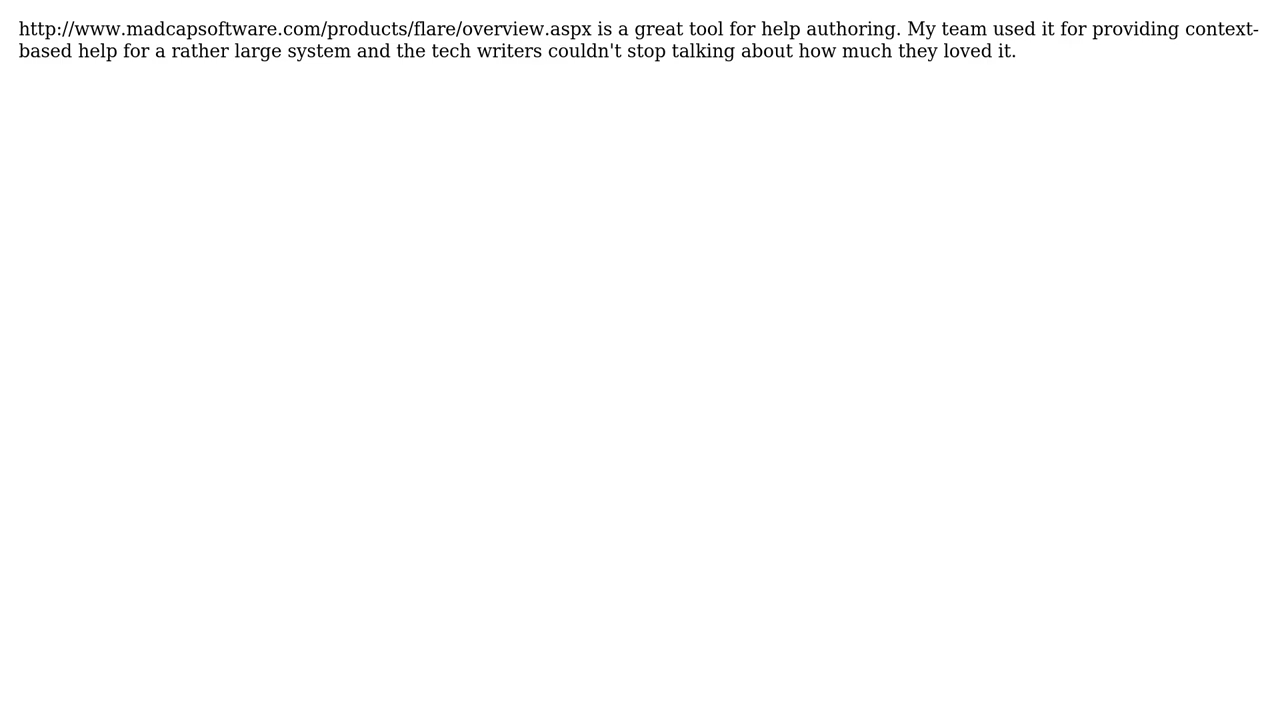 http://www.madcapsoftware.com/products/flare/overview.aspx is a great tool for help authoring. My team used it for providing context-
based help for a rather large system and the tech writers couldn't stop talking about how much they loved it.